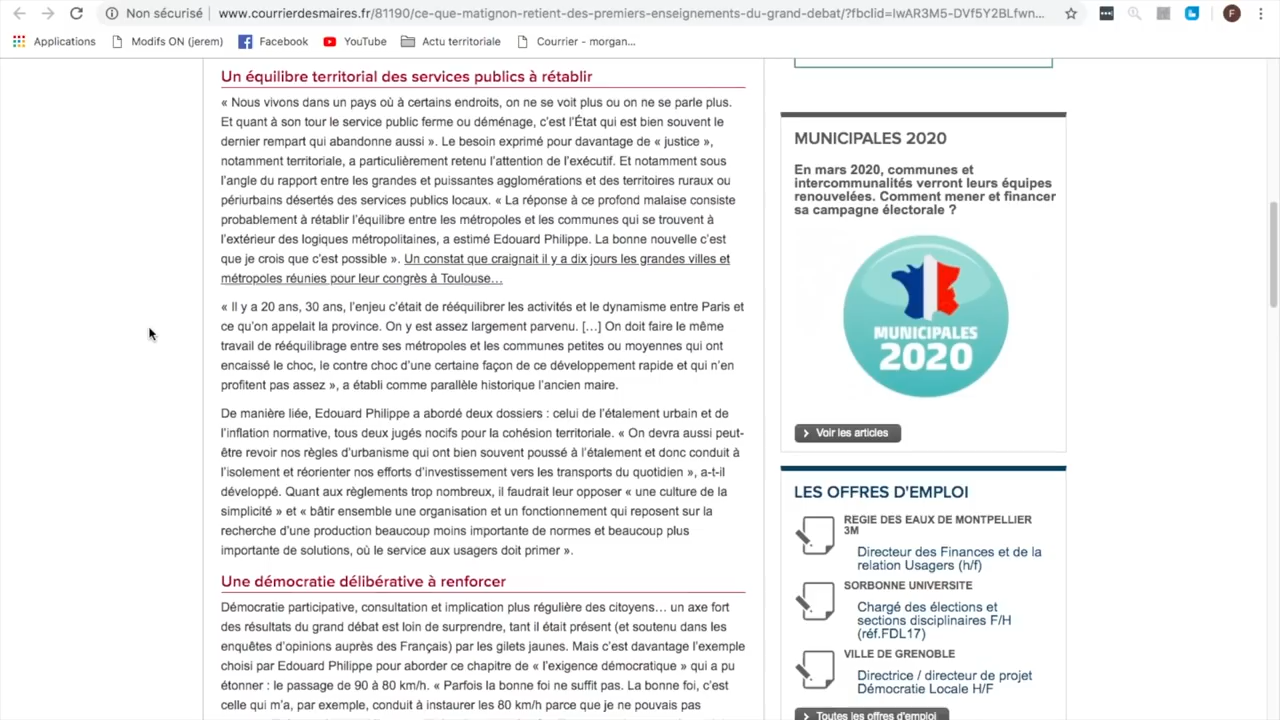 Non sécurisé
www.courrierdesmaires.fr/81190/ce-que-matignon-retient-des-premiers-enseignements-du-grand-debat/?fbclid=IwAR3M5-DVf5Y2BLfwn...
F
Applications
Modifs ON (jerem)
Facebook
YouTube
Actu territoriale
Courrier - morgan...
Un équilibre territorial des services publics à rétablir
« Nous vivons dans un pays où à certains endroits, on ne se voit plus ou on ne se parle plus.
Et quant à son tour le service public ferme ou déménage, c'est l'État qui est bien souvent le
dernier rempart qui abandonne aussi ». Le besoin exprimé pour davantage de « justice »,
notamment territoriale, a particulièrement retenu l'attention de l'exécutif. Et notamment sous
l'angle du rapport entre les grandes et puissantes agglomérations et des territoires ruraux ou
périurbains désertés des services publics locaux. « La réponse à ce profond malaise consiste
probablement à rétablir l'équilibre entre les métropoles et les communes qui se trouvent à
l'extérieur des logiques métropolitaines, a estimé Edouard Philippe. La bonne nouvelle c'est
que je crois que c'est possible ». Un constat que craignait il y a dix jours les grandes villes et
métropoles réunies pour leur congrès à Toulouse...
« Il y a 20 ans, 30 ans, l'enjeu c'était de rééquilibrer les activités et le dynamisme entre Paris et
ce qu'on appelait la province. On y est assez largement parvenu. [...] On doit faire le même
travail de rééquilibrage entre ses métropoles et les communes petites ou moyennes qui ont
encaissé le choc, le contre choc d'une certaine façon de ce développement rapide et qui n'en
profitent pas assez », a établi comme parallèle historique l'ancien maire.
De manière liée, Edouard Philippe a abordé deux dossiers : celui de l'étalement urbain et de
l'inflation normative, tous deux jugés nocifs pour la cohésion territoriale. « On devra aussi peut-
être revoir nos règles d'urbanisme qui ont bien souvent poussé à l'étalement et donc conduit à
l'isolement et réorienter nos efforts d'investissement vers les transports du quotidien », a-t-il
développé. Quant aux règlements trop nombreux, il faudrait leur opposer « une culture de la
simplicité » et « bâtir ensemble une organisation et un fonctionnement qui reposent sur la
recherche d'une production beaucoup moins importante de normes et beaucoup plus
importante de solutions, où le service aux usagers doit primer ».
Une démocratie délibérative à renforcer
Démocratie participative, consultation et implication plus régulière des citoyens... un axe fort
des résultats du grand débat est loin de surprendre, tant il était présent (et soutenu dans les
enquêtes d'opinions auprès des Français) par les gilets jaunes. Mais c'est davantage l'exemple
choisi par Edouard Philippe pour aborder ce chapitre de « l'exigence démocratique » qui a pu
étonner : le passage de 90 à 80 km/h. « Parfois la bonne foi ne suffit pas. La bonne foi, c'est
celle qui m'a, par exemple, conduit à instaurer les 80 km/h parce que je ne pouvais pas
MUNICIPALES 2020
En mars 2020, communes et
intercommunalités verront leurs équipes
renouvelées. Comment mener et financer
sa campagne électorale ?
MUNICIPALES
2020
Voir les articles
LES OFFRES D'EMPLOI
REGIE DES EAUX DE MONTPELLIER
3M
Directeur des Finances et de la
relation Usagers (h/f)
SORBONNE UNIVERSITE
Chargé des élections et
sections disciplinaires F/H
(réf.FDL17)
VILLE DE GRENOBLE
Directrice / directeur de projet
Démocratie Locale H/F
Toutes les offres d'emploi